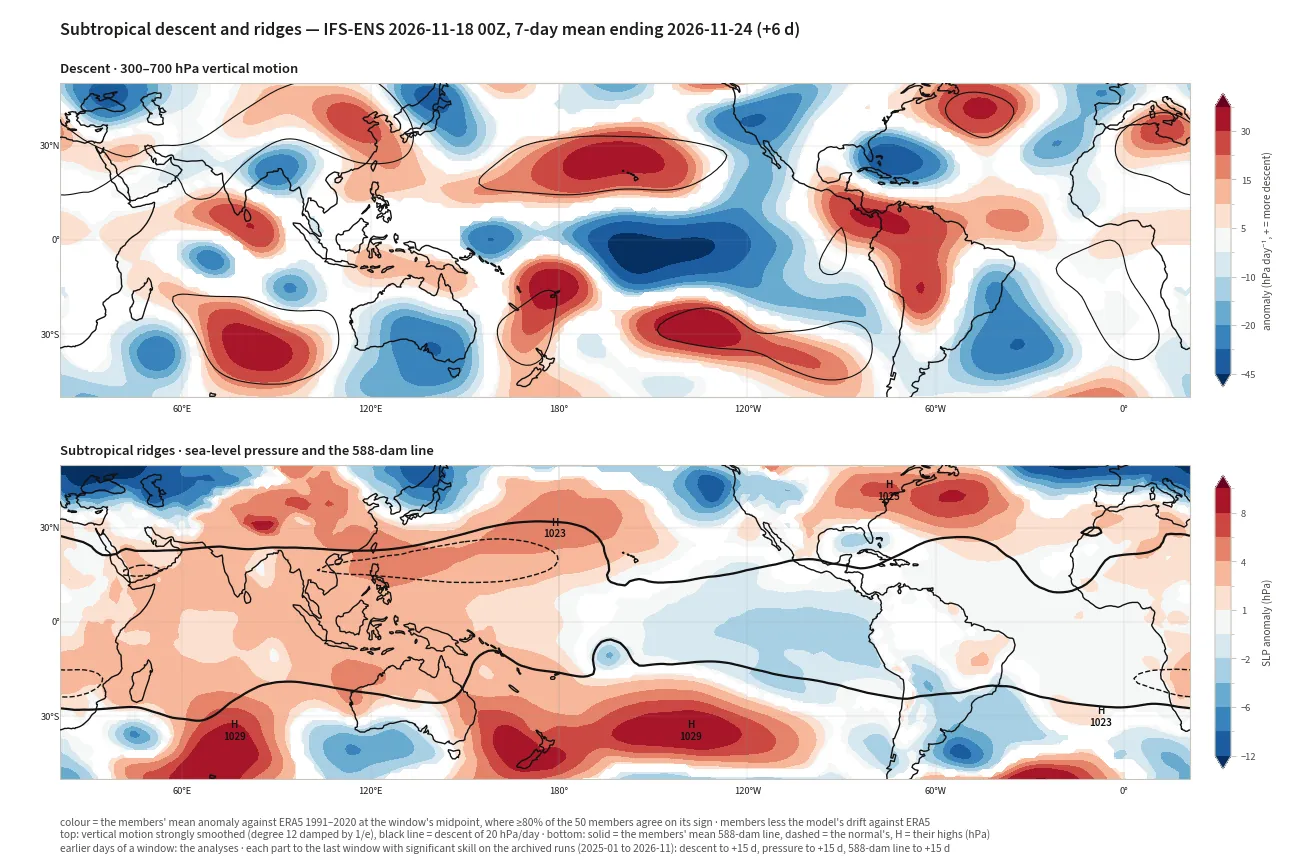 Subtropical descent and ridges — IFS-ENS 2026-11-18 00Z, 7-day mean ending 2026-11-24 (+6 d)
Descent · 300–700 hPa vertical motion
30°N
0°
30°S
60°E
120°E
180°
120°W
60°W
0°
30
15
5
−10
−20
−45
anomaly (hPa day⁻¹, + = more descent)
Subtropical ridges · sea-level pressure and the 588-dam line
30°N
0°
30°S
H
1023
H
1025
H
1029
H
1029
H
1023
60°E
120°E
180°
120°W
60°W
0°
8
4
1
−2
−6
−12
SLP anomaly (hPa)
colour = the members' mean anomaly against ERA5 1991–2020 at the window's midpoint, where ≥80% of the 50 members agree on its sign · members less the model's drift against ERA5
top: vertical motion strongly smoothed (degree 12 damped by 1/e), black line = descent of 20 hPa/day · bottom: solid = the members' mean 588-dam line, dashed = the normal's, H = their highs (hPa)
earlier days of a window: the analyses · each part to the last window with significant skill on the archived runs (2025-01 to 2026-11): descent to +15 d, pressure to +15 d, 588-dam line to +15 d